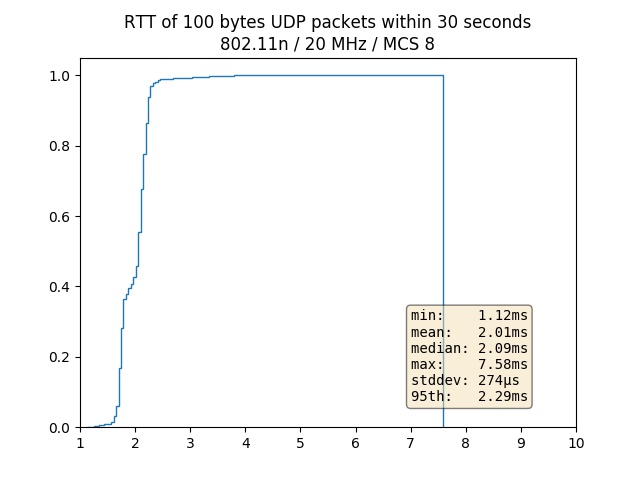 RTT of 100 bytes UDP packets within 30 seconds
802.11n / 20 MHz / MCS 8
1.0
0.8
0.6
0.4
0.2
0.0
min: 1.12ms
mean: 2.01ms
median: 2.09ms
max: 7.58ms
stddev: 274µs
95th: 2.29ms
1 2 3 4 5 6 7 8 9 10